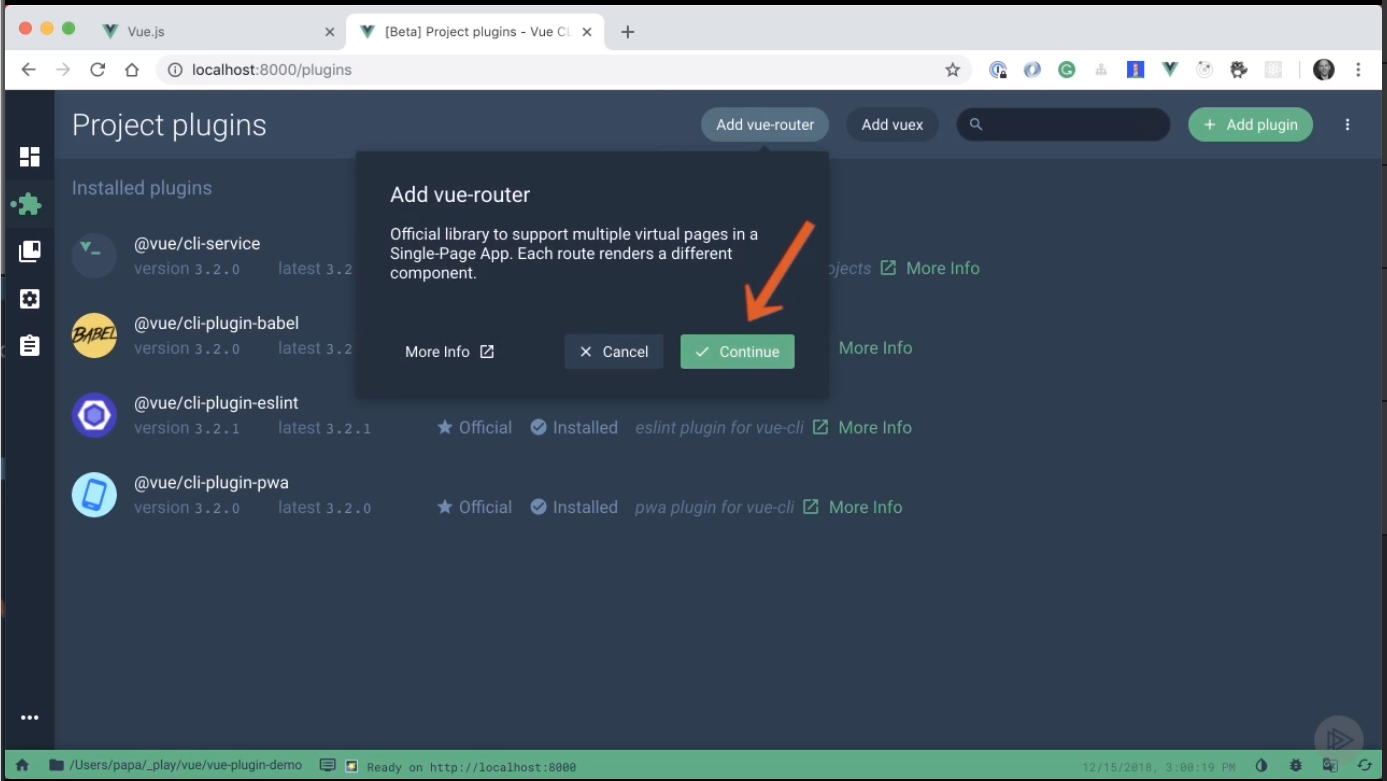 Vue.js
[Beta] Project plugins - Vue CL
localhost:8000/plugins
Project plugins
Add vue-router
Add vuex
+ Add plugin
Installed plugins
Add vue-router
Official library to support multiple virtual pages in a
Single-Page App. Each route renders a different
component.
More Info
Cancel
Continue
@vue/cli-service
version 3.2.0 latest 3.2
ojects More Info
BABEL
@vue/cli-plugin-babel
version 3.2.0 latest 3.2
More Info
@vue/cli-plugin-eslint
version 3.2.1 latest 3.2.1 Official Installed eslint plugin for vue-cli More Info
@vue/cli-plugin-pwa
version 3.2.0 latest 3.2.0 Official Installed pwa plugin for vue-cli More Info
/Users/papa/_play/vue/vue-plugin-demo Ready on http://localhost:8000 12/15/2018, 3:00:19 PM